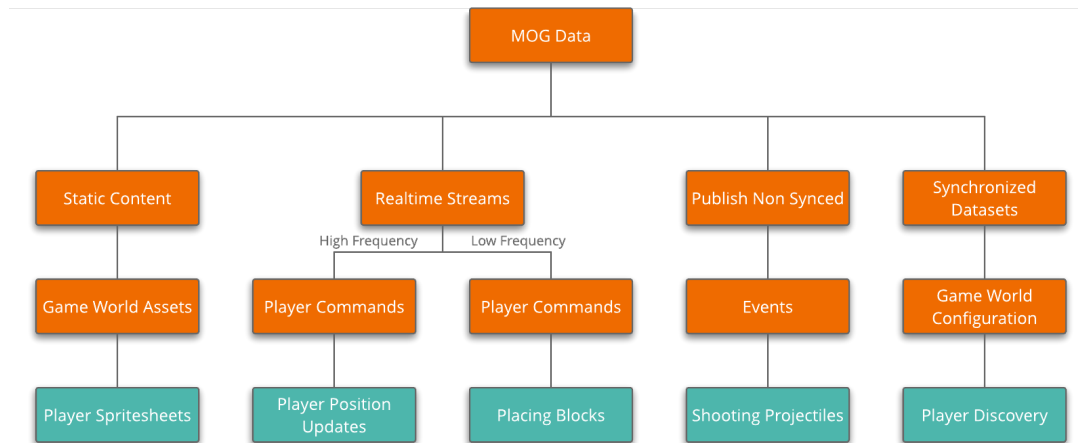 MOG Data
Static Content
Realtime Streams
Publish Non Synced
Synchronized
Datasets
High Frequency
Low Frequency
Game World Assets
Player Commands
Player Commands
Events
Game World
Configuration
Player Spritesheets
Player Position
Updates
Placing Blocks
Shooting Projectiles
Player Discovery